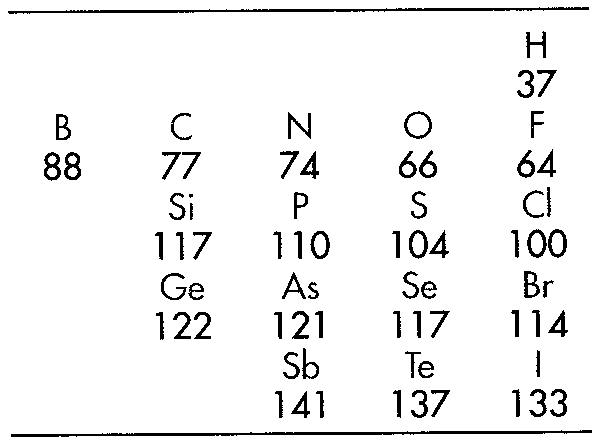 H
37
B C N O F
88 77 74 66 64
Si P S Cl
117 110 104 100
Ge As Se Br
122 121 117 114
Sb Te I
141 137 133